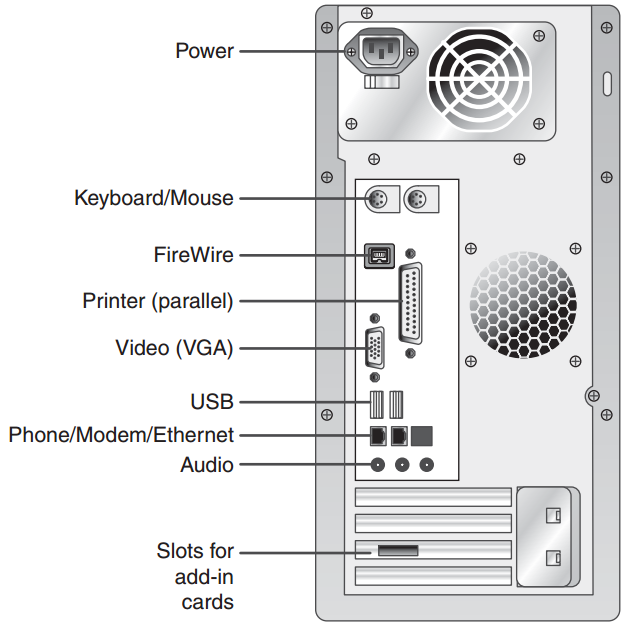 Power
Keyboard/Mouse
FireWire
Printer (parallel)
Video (VGA)
USB
Phone/Modem/Ethernet
Audio
Slots for
add-in
cards